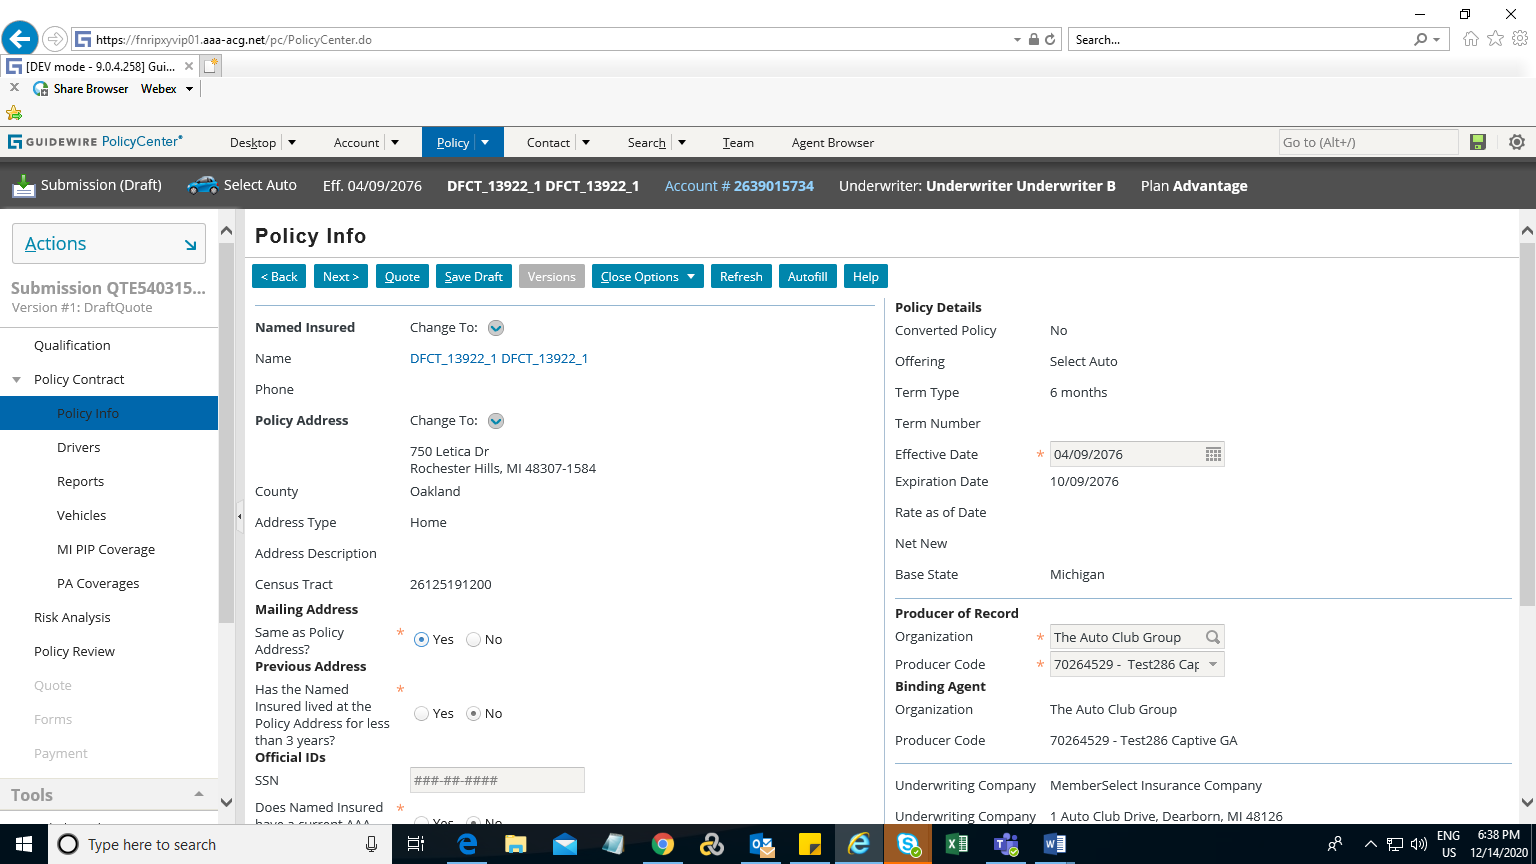 https://fnripxyvip01.aaa-acg.net/pc/PolicyCenter.do
Search...
[DEV mode - 9.0.4.258] Gui...
x Share Browser Webex
GUIDEWIRE PolicyCenter
Desktop Account Policy Contact Search Team Agent Browser Go to (Alt+/)
Submission (Draft) Select Auto Eff. 04/09/2076 DFCT_13922_1 DFCT_13922_1 Account # 2639015734 Underwriter: Underwriter Underwriter B Plan Advantage
Actions
Submission QTE540315...
Version #1: DraftQuote
Qualification
Policy Contract
Policy Info
Drivers
Reports
Vehicles
MI PIP Coverage
PA Coverages
Risk Analysis
Policy Review
Quote
Forms
Payment
Tools
Policy Info
< Back Next > Quote Save Draft Versions Close Options Refresh Autofill Help
Named Insured Change To:
Name DFCT_13922_1 DFCT_13922_1
Phone
Policy Address Change To:
750 Letica Dr
Rochester Hills, MI 48307-1584
County Oakland
Address Type Home
Address Description
Census Tract 26125191200
Mailing Address
Same as Policy
Address? * Yes No
Previous Address
Has the Named *
Insured lived at the
Policy Address for less Yes No
than 3 years?
Official IDs
SSN ###-##-####
Does Named Insured *
have a current AAA Yes No
Policy Details
Converted Policy No
Offering Select Auto
Term Type 6 months
Term Number
Effective Date * 04/09/2076
Expiration Date 10/09/2076
Rate as of Date
Net New
Base State Michigan
Producer of Record
Organization * The Auto Club Group
Producer Code * 70264529 - Test286 Cap
Binding Agent
Organization The Auto Club Group
Producer Code 70264529 - Test286 Captive GA
Underwriting Company MemberSelect Insurance Company
Underwriting Company 1 Auto Club Drive, Dearborn, MI 48126
Type here to search
ENG
US
6:38 PM
12/14/2020